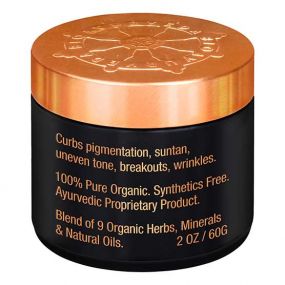 Curbs pigmentation, suntan,
uneven tone, breakouts, wrinkles.
100% Pure Organic. Synthetics Free.
Ayurvedic Proprietary Product.
Blend of 9 Organic Herbs, Minerals
& Natural Oils. 2 OZ / 60G